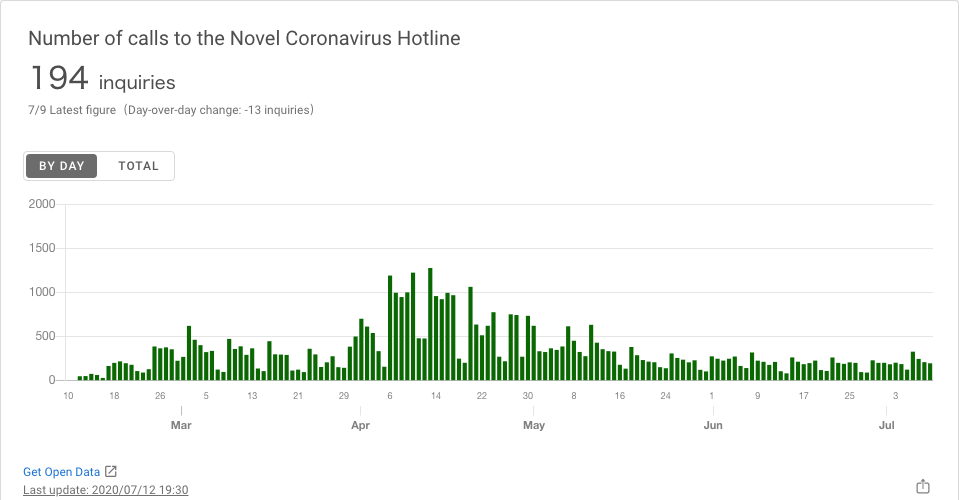 Number of calls to the Novel Coronavirus Hotline
194 inquiries
7/9 Latest figure（Day-over-day change: -13 inquiries）
BY DAY TOTAL
2000
1500
1000
500
0
10 18 26 5 13 21 29 6 14 22 30 8 16 24 1 9 17 25 3
Mar Apr May Jun Jul
Get Open Data
Last update: 2020/07/12 19:30